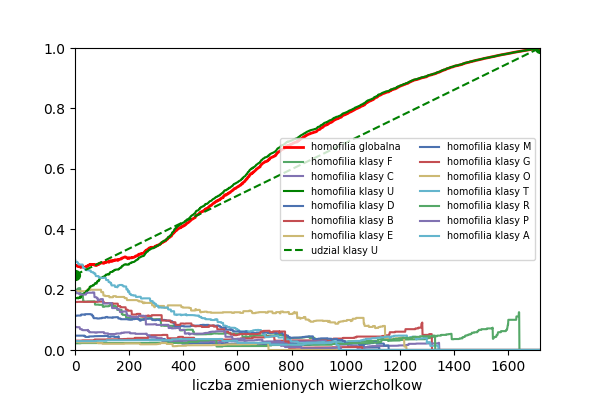 1.0
0.8
0.6
0.4
0.2
0.0
homofilia globalna
homofilia klasy F
homofilia klasy C
homofilia klasy U
homofilia klasy D
homofilia klasy B
homofilia klasy E
udzial klasy U
homofilia klasy M
homofilia klasy G
homofilia klasy O
homofilia klasy T
homofilia klasy R
homofilia klasy P
homofilia klasy A
0 200 400 600 800 1000 1200 1400 1600
liczba zmienionych wierzcholkow